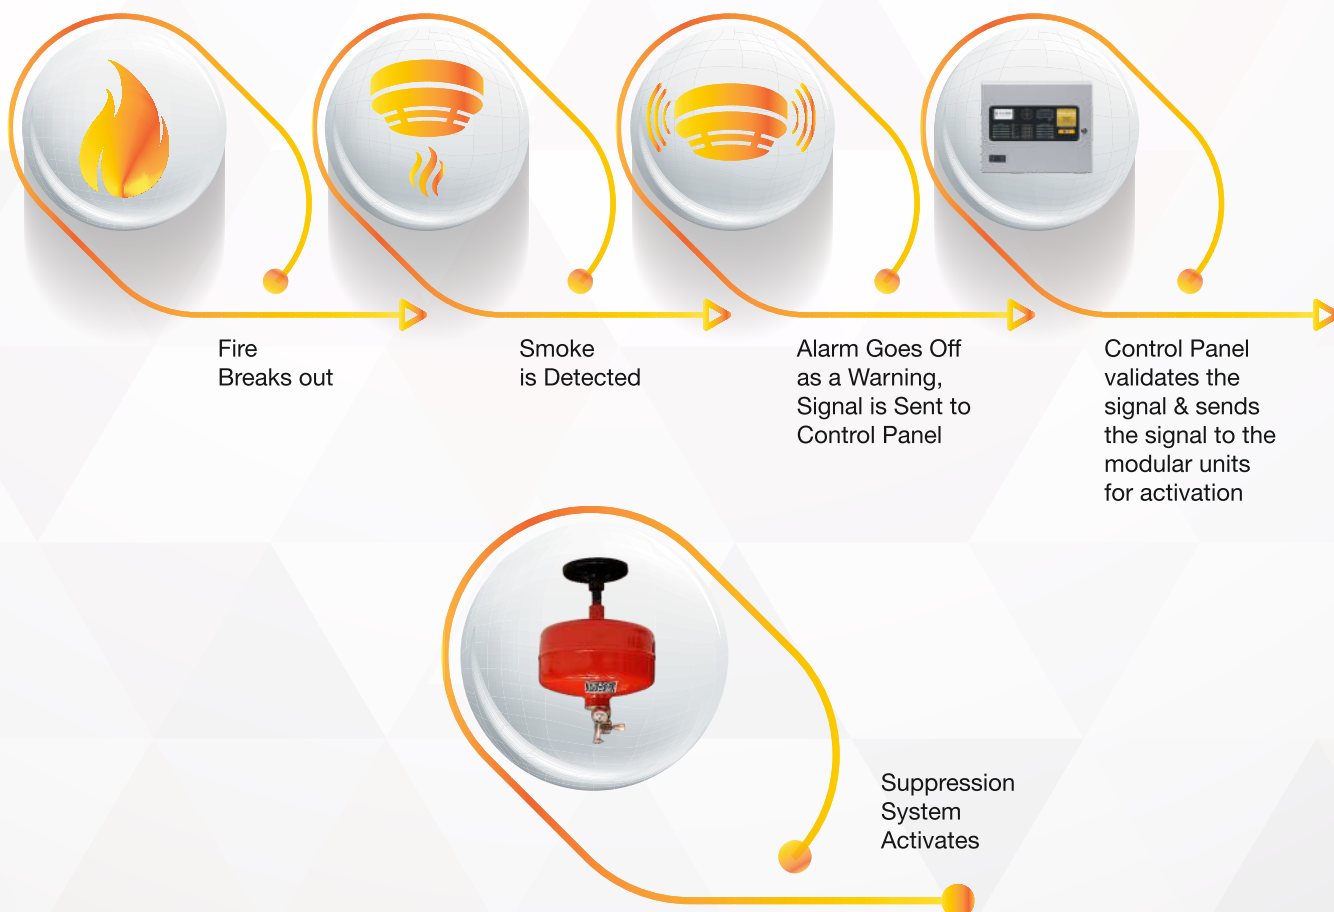 Fire
Breaks out
Smoke
is Detected
Alarm Goes Off
as a Warning,
Signal is Sent to
Control Panel
Control Panel
validates the
signal & sends
the signal to the
modular units
for activation
Suppression
System
Activates